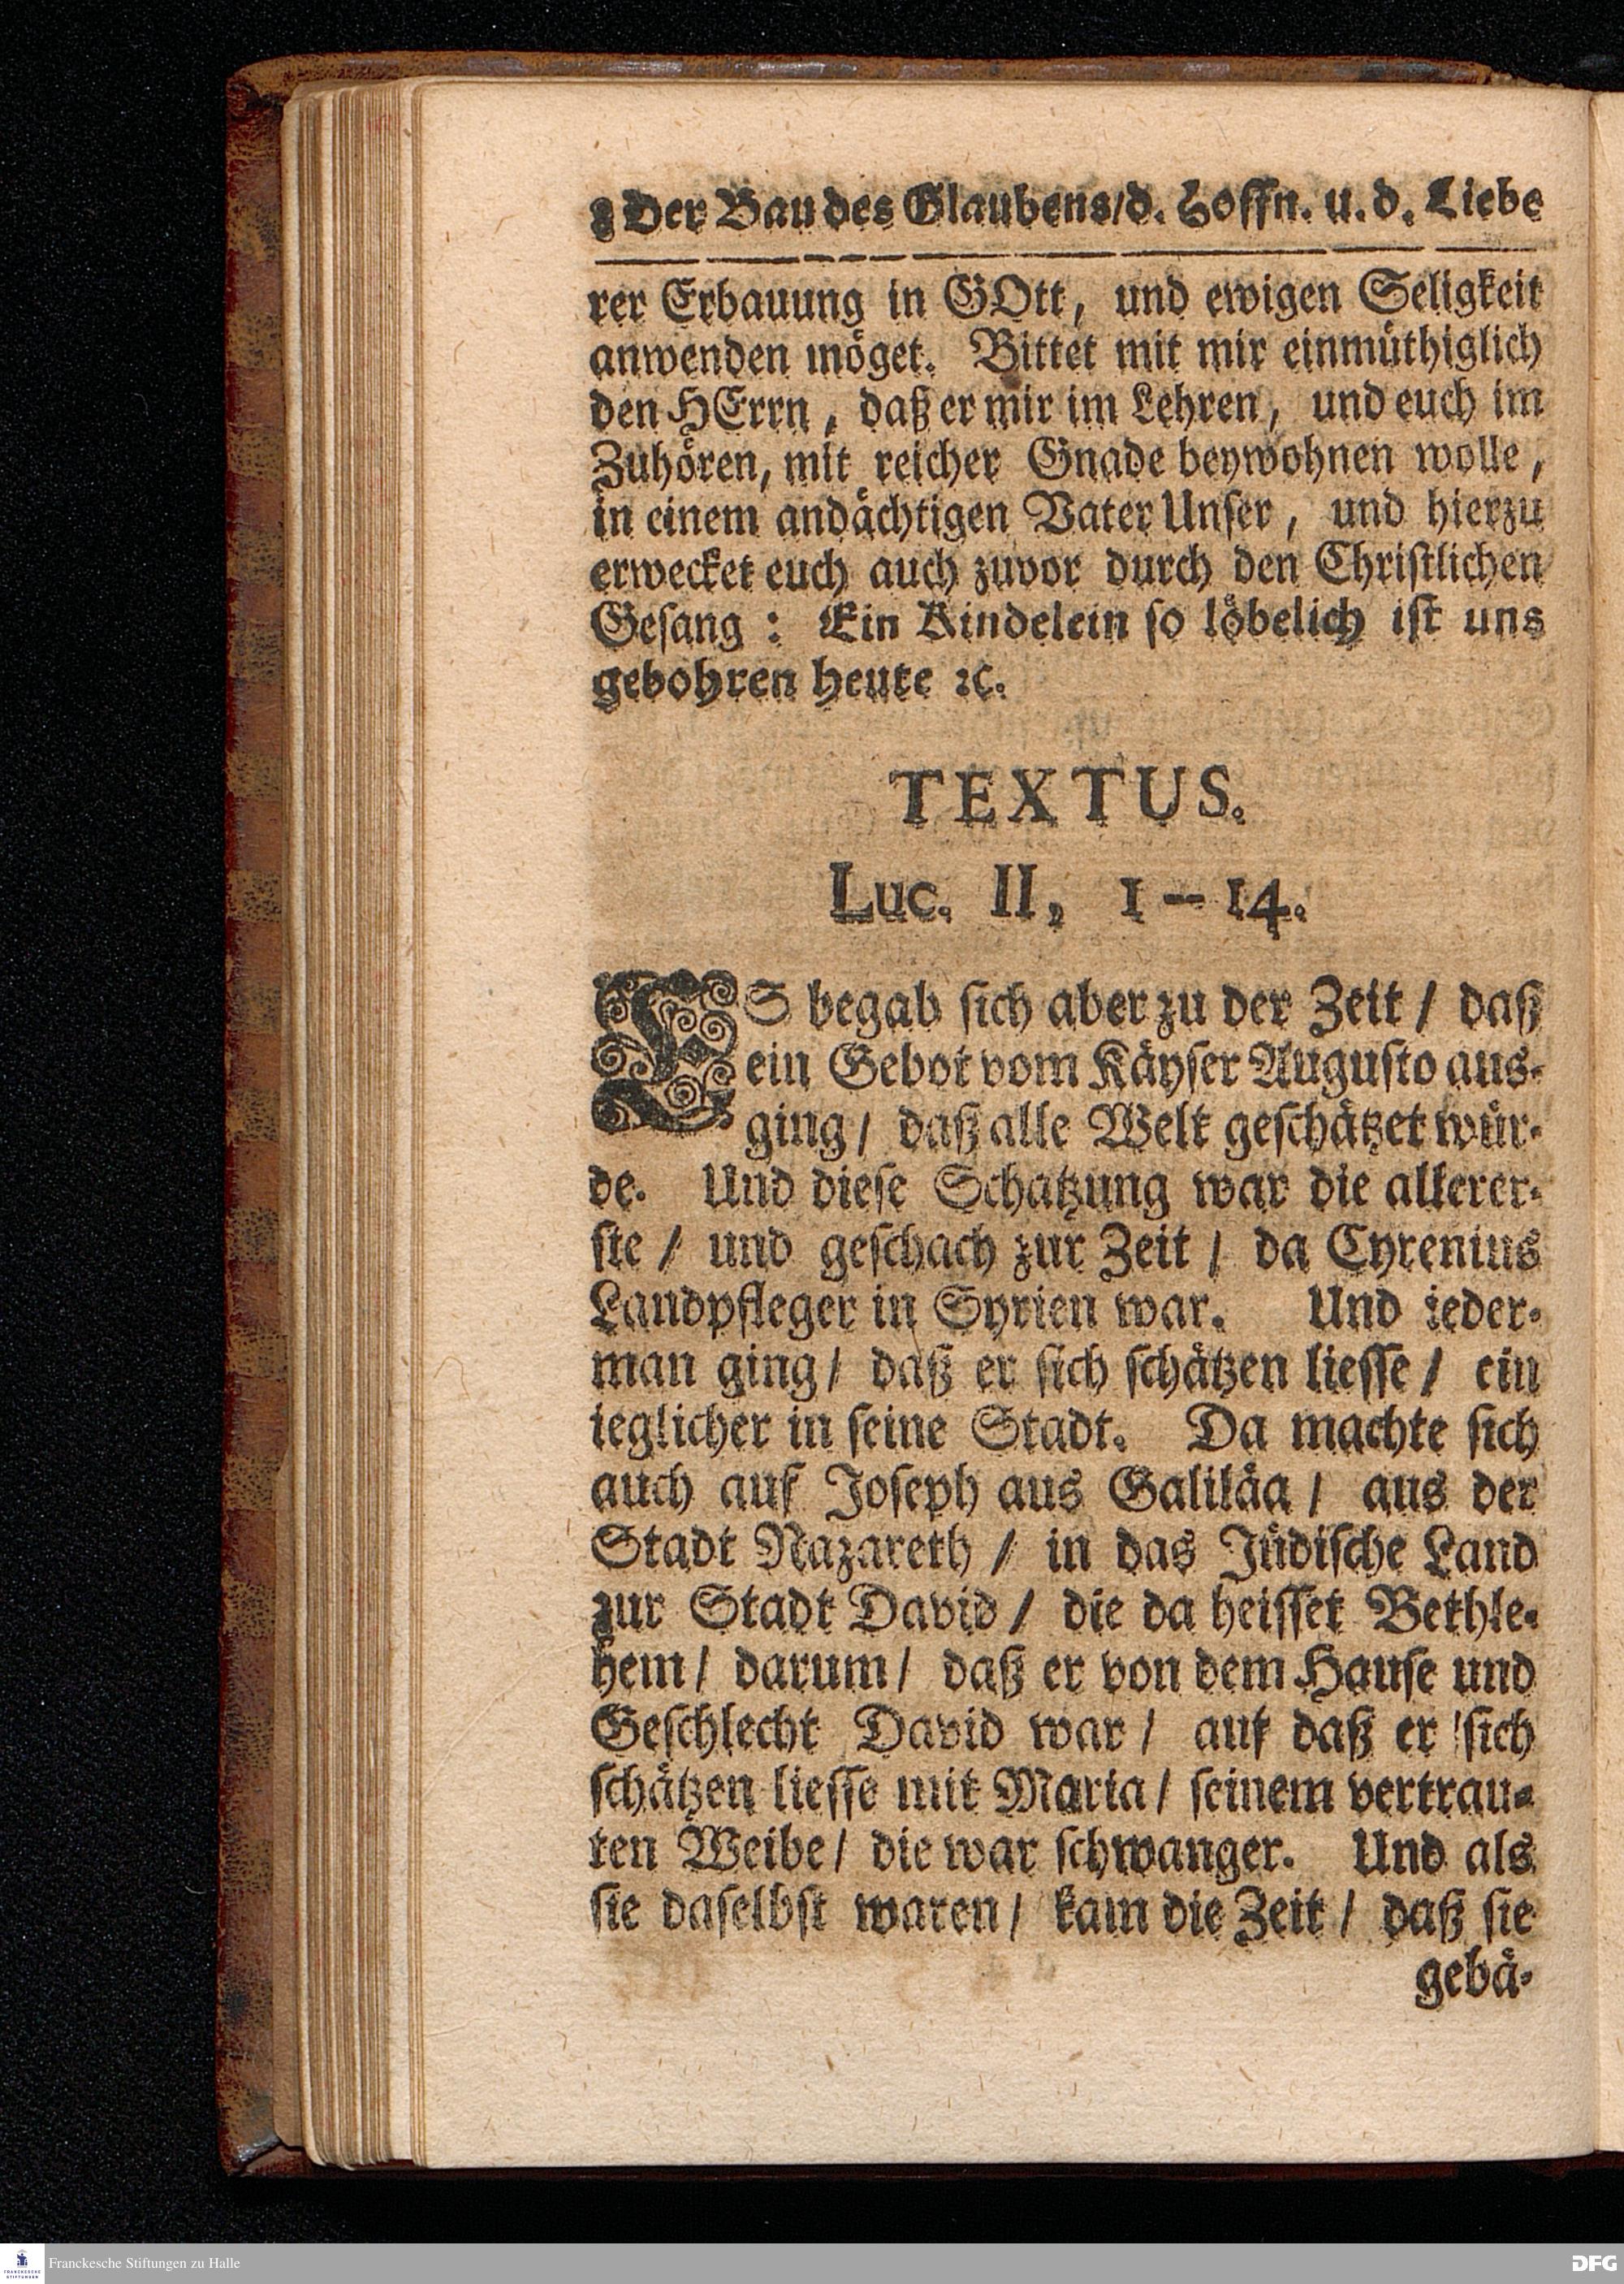 8 Der Bau des Glaubens/d. Hoffn. u. d. Liebe
rer Erbauung in GOtt, und ewigen Seligkeit
anwenden möget. Bittet mit mir einmüthiglich
den HErrn, daß er mir im Lehren, und euch im
Zuhören, mit reicher Gnade beywohnen wolle,
in einem andächtigen Vater Unser, und hierzu
erwecket euch auch zuvor durch den Christlichen
Gesang: Ein Kindelein so löbelich ist uns
gebohren heute ꝛc.
TEXTUS.
Luc. II, 1–14.
ES begab sich aber zu der Zeit / daß
ein Gebot vom Käyser Augusto aus-
ging / daß alle Welt geschätzet wür-
de. Und diese Schatzung war die allerer-
ste / und geschach zur Zeit / da Cyrenius
Landpfleger in Syrien war. Und ieder-
man ging / daß er sich schätzen liesse / ein
ieglicher in seine Stadt. Da machte sich
auch auf Joseph aus Galiläa / aus der
Stadt Nazareth / in das Jüdische Land
zur Stadt David / die da heisset Bethle-
hem / darum / daß er von dem Hause und
Geschlecht David war / auf daß er sich
schätzen liesse mit Maria / seinem vertrau-
ten Weibe / die war schwanger. Und als
sie daselbst waren / kam die Zeit / daß sie
gebä-
FRANCKESCHE
STIFTUNGEN
Franckesche Stiftungen zu Halle
DFG